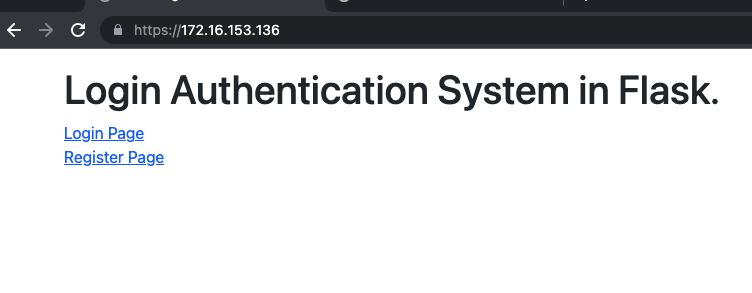 https://172.16.153.136
Login Authentication System in Flask.
Login Page
Register Page